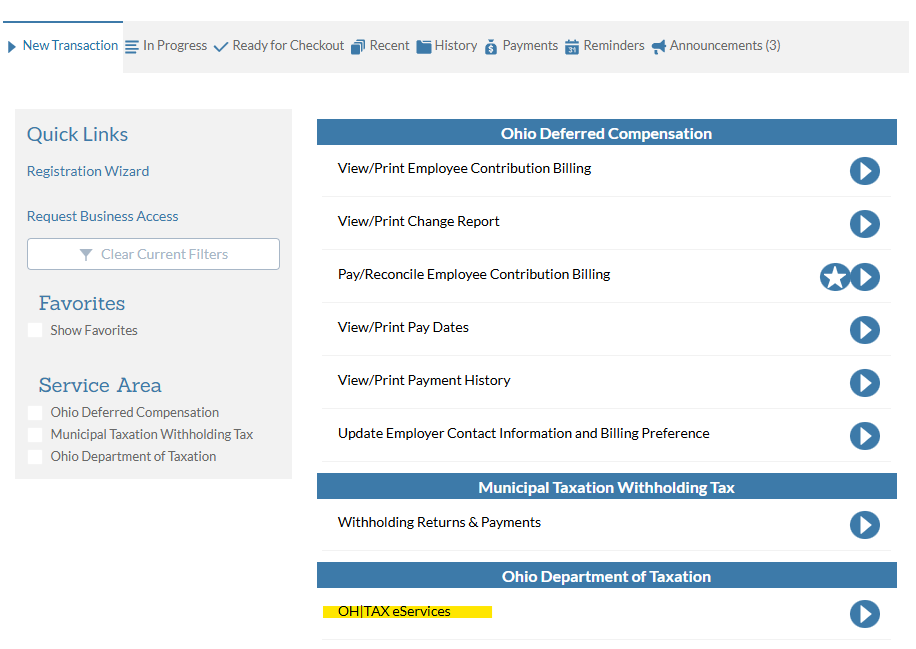 New Transaction In Progress Ready for Checkout Recent History Payments Reminders Announcements (3)
Quick Links
Registration Wizard
Request Business Access
Clear Current Filters
Favorites
Show Favorites
Service Area
Ohio Deferred Compensation
Municipal Taxation Withholding Tax
Ohio Department of Taxation
Ohio Deferred Compensation
View/Print Employee Contribution Billing
View/Print Change Report
Pay/Reconcile Employee Contribution Billing
View/Print Pay Dates
View/Print Payment History
Update Employer Contact Information and Billing Preference
Municipal Taxation Withholding Tax
Withholding Returns & Payments
Ohio Department of Taxation
OH|TAX eServices